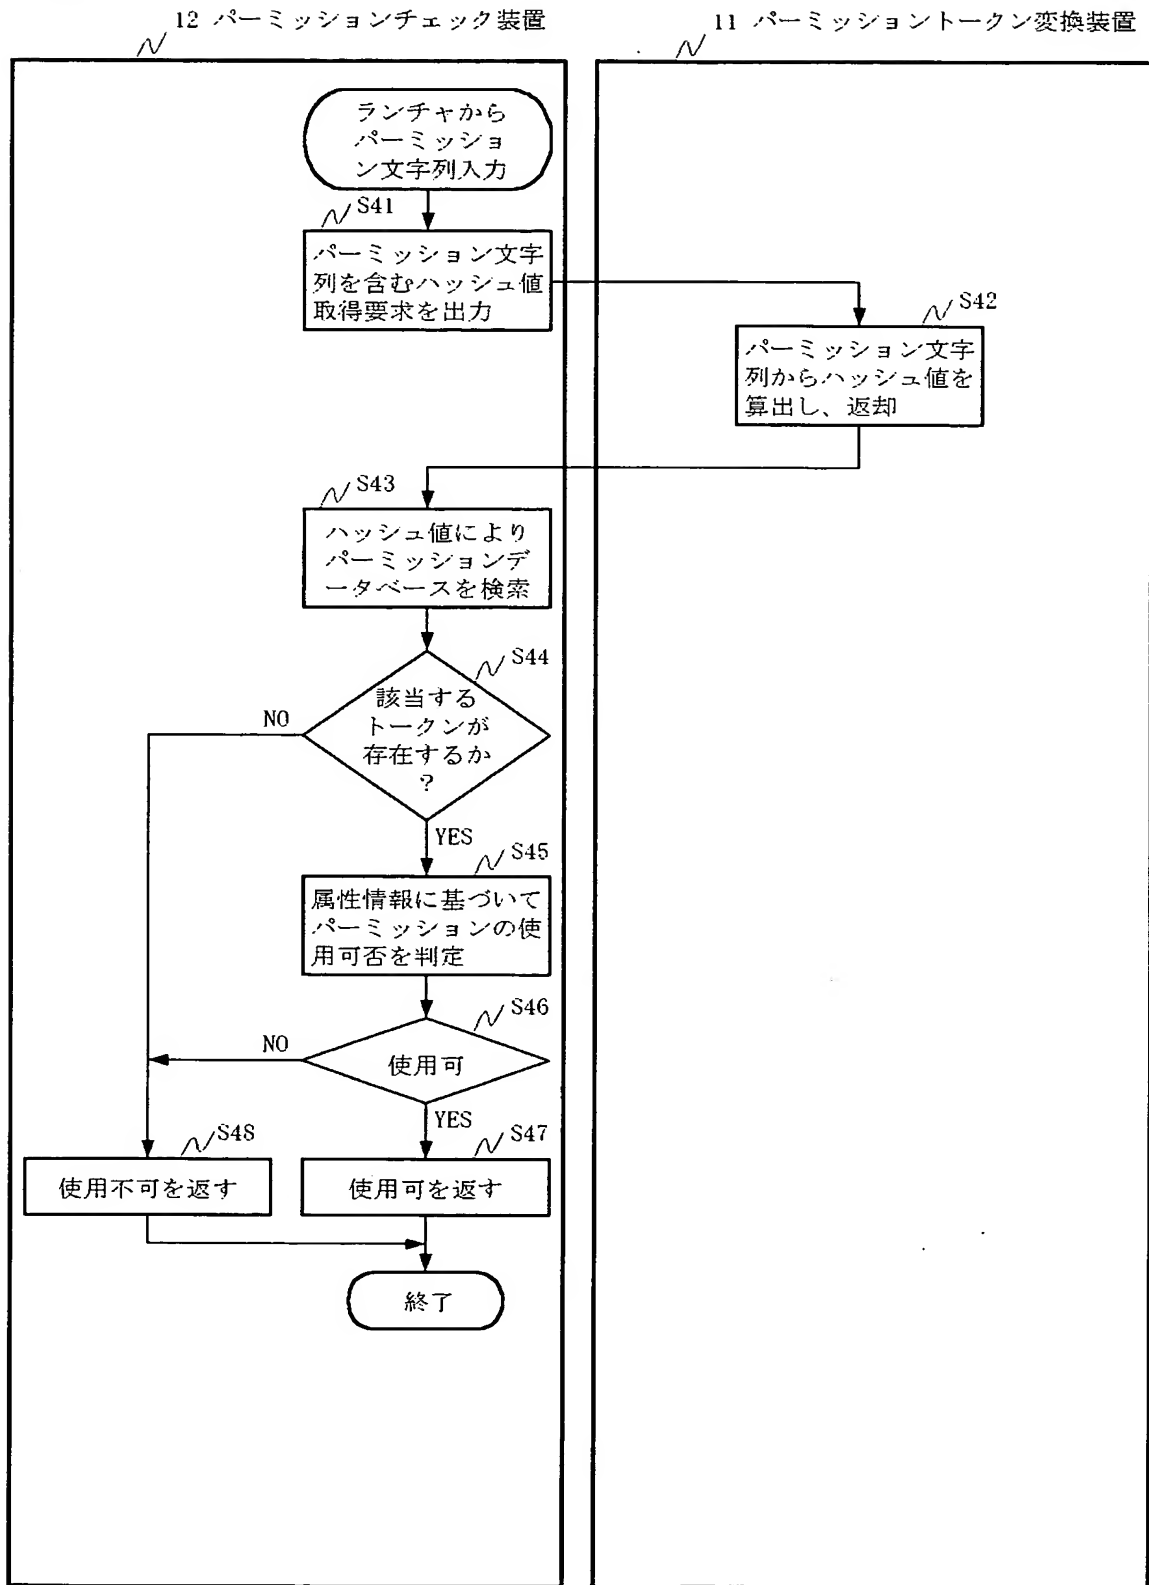 12 パーミッションチェック装置
11 パーミッショントークン変換装置
ランチャから
パーミッショ
ン文字列入力
S41
パーミッション文字
列を含むハッシュ値
取得要求を出力
S42
パーミッション文字
列からハッシュ値を
算出し、返却
S43
ハッシュ値により
パーミッションデ
ータベースを検索
S44
該当する
トークンが
存在するか
?
NO
YES
S45
属性情報に基づいて
パーミッションの使
用可否を判定
S46
使用可
NO
YES
S48
使用不可を返す
S47
使用可を返す
終了